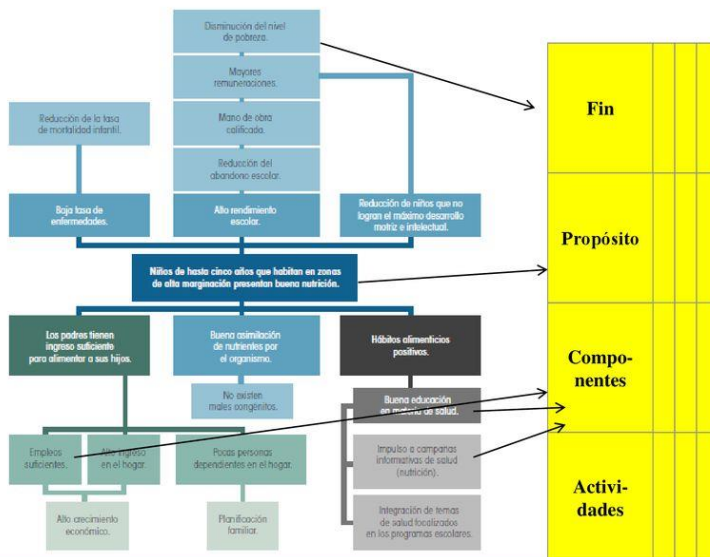 Disminución del nivel
de pobreza.
Mayores
remuneraciones.
Mano de obra
calificada.
Reducción del
abandono escolar.
Alto rendimiento
escolar.
Reducción de la tasa
de mortalidad infantil.
Baja tasa de
enfermedades.
Reducción de niños que no
logran el máximo desarrollo
motriz e intelectual.
Niños de hasta cinco años que habitan en zonas
de alta marginación presentan buena nutrición.
Los padres tienen
ingreso suficiente
para alimentar a sus hijos.
Buena asimilación
de nutrientes por
el organismo.
Hábitos alimenticios
positivos.
No existen
males congénitos.
Buena educación
en materia de salud.
Empleos
suficientes.
Alto ingreso
en el hogar.
Pocas personas
dependientes en el hogar.
Impulso a campañas
informativas de salud
(nutrición).
Alto crecimiento
económico.
Planificación
familiar.
Integración de temas
de salud focalizados
en los programas escolares.
Fin
Propósito
Compo-
nentes
Activi-
dades